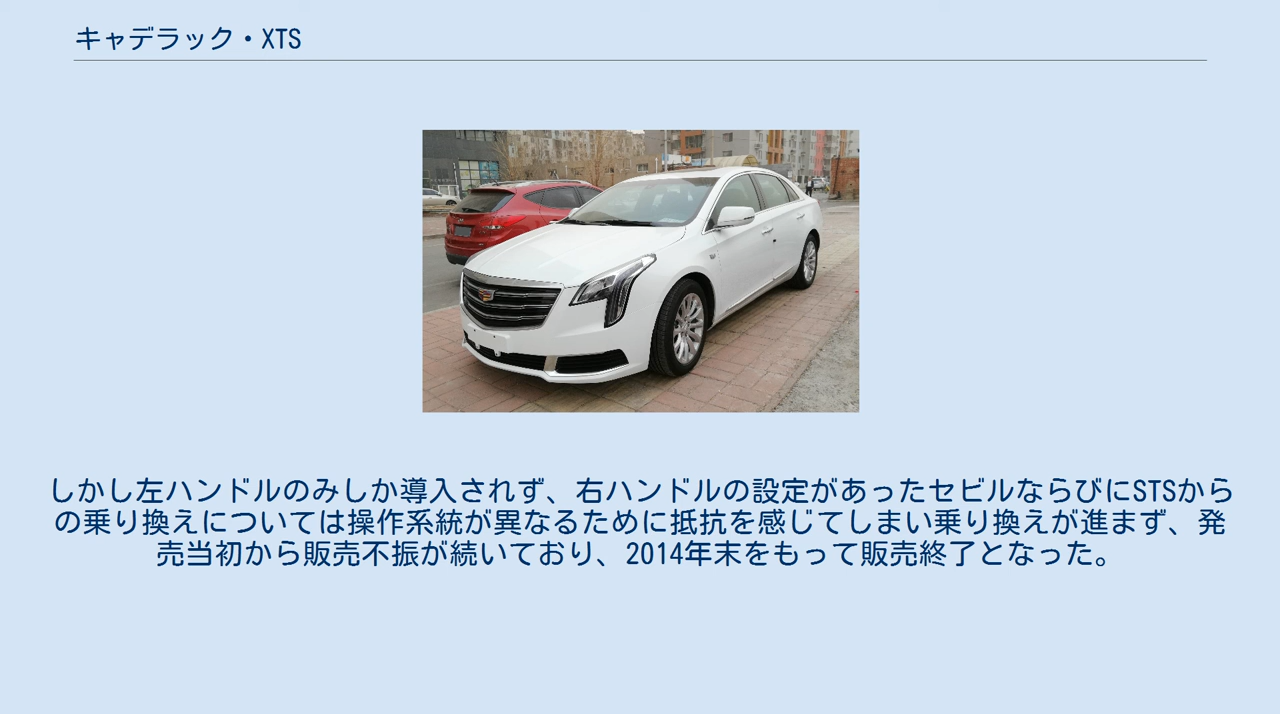 キャデラック・XTS
しかし左ハンドルのみしか導入されず、右ハンドルの設定があったセビルならびにSTSから
の乗り換えについては操作系統が異なるために抵抗を感じてしまい乗り換えが進まず、発
売当初から販売不振が続いており、2014年末をもって販売終了となった。